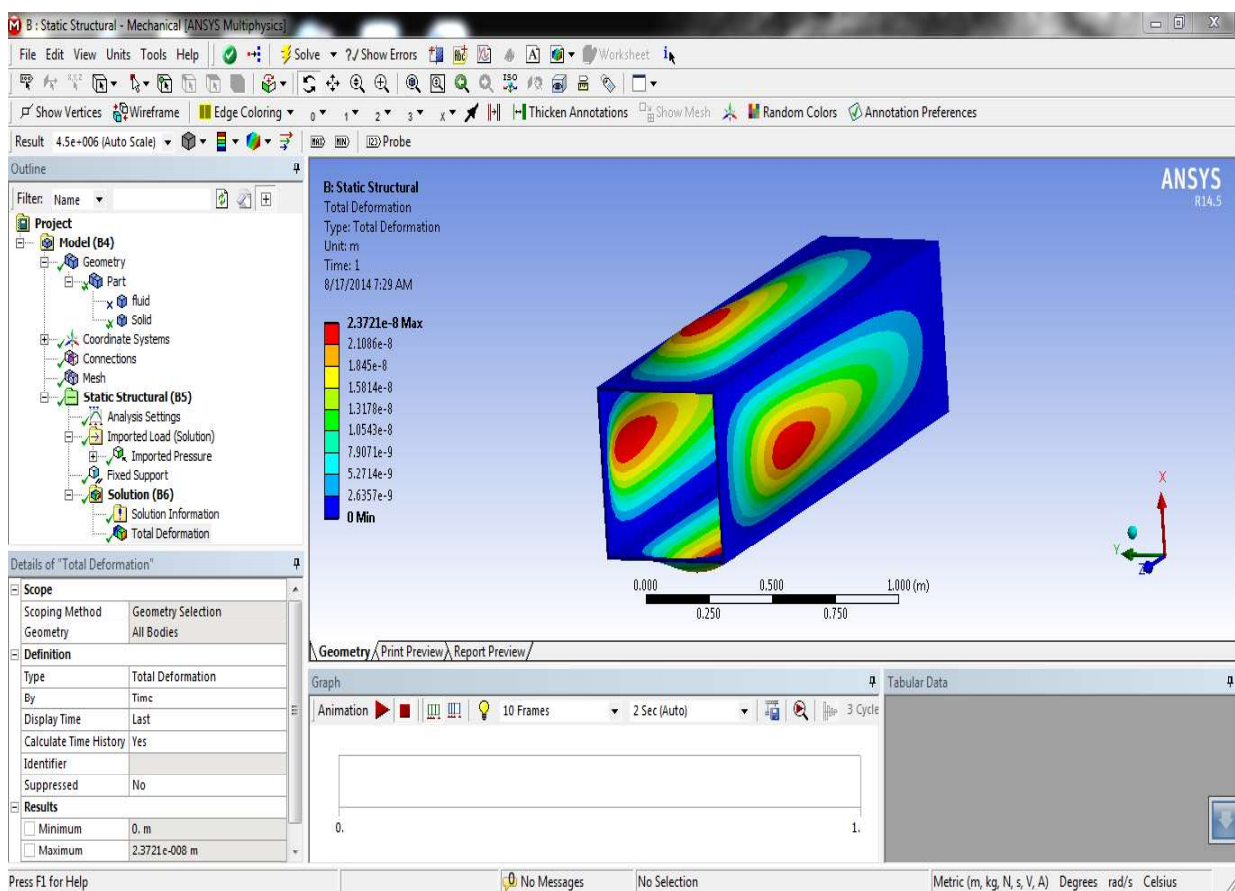 B : Static Structural - Mechanical [ANSYS Multiphysics]
File Edit View Units Tools Help Solve ?/ Show Errors Worksheet
Show Vertices Wireframe Edge Coloring 0 1 2 3 X Thicken Annotations Show Mesh Random Colors Annotation Preferences
Result 4.5e+006 (Auto Scale) MAX MIN Probe
Outline
Filter: Name
Project
Model (B4)
Geometry
Part
fluid
Solid
Coordinate Systems
Connections
Mesh
Static Structural (B5)
Analysis Settings
Imported Load (Solution)
Imported Pressure
Fixed Support
Solution (B6)
Solution Information
Total Deformation
Details of "Total Deformation"
Scope
Scoping Method Geometry Selection
Geometry All Bodies
Definition
Type Total Deformation
By Time
Display Time Last
Calculate Time History Yes
Identifier
Suppressed No
Results
Minimum 0. m
Maximum 2.3721e-008 m
B: Static Structural
Total Deformation
Type: Total Deformation
Unit: m
Time: 1
8/17/2014 7:29 AM
2.3721e-8 Max
2.1086e-8
1.845e-8
1.5814e-8
1.3178e-8
1.0543e-8
7.9071e-9
5.2714e-9
2.6357e-9
0 Min
ANSYS
R14.5
X
Y
Z
0.000 0.500 1.000 (m)
0.250 0.750
Geometry Print Preview Report Preview
Graph
Animation 10 Frames 2 Sec (Auto) 3 Cycle
0. 1.
Tabular Data
Press F1 for Help No Messages No Selection Metric (m, kg, N, s, V, A) Degrees rad/s Celsius